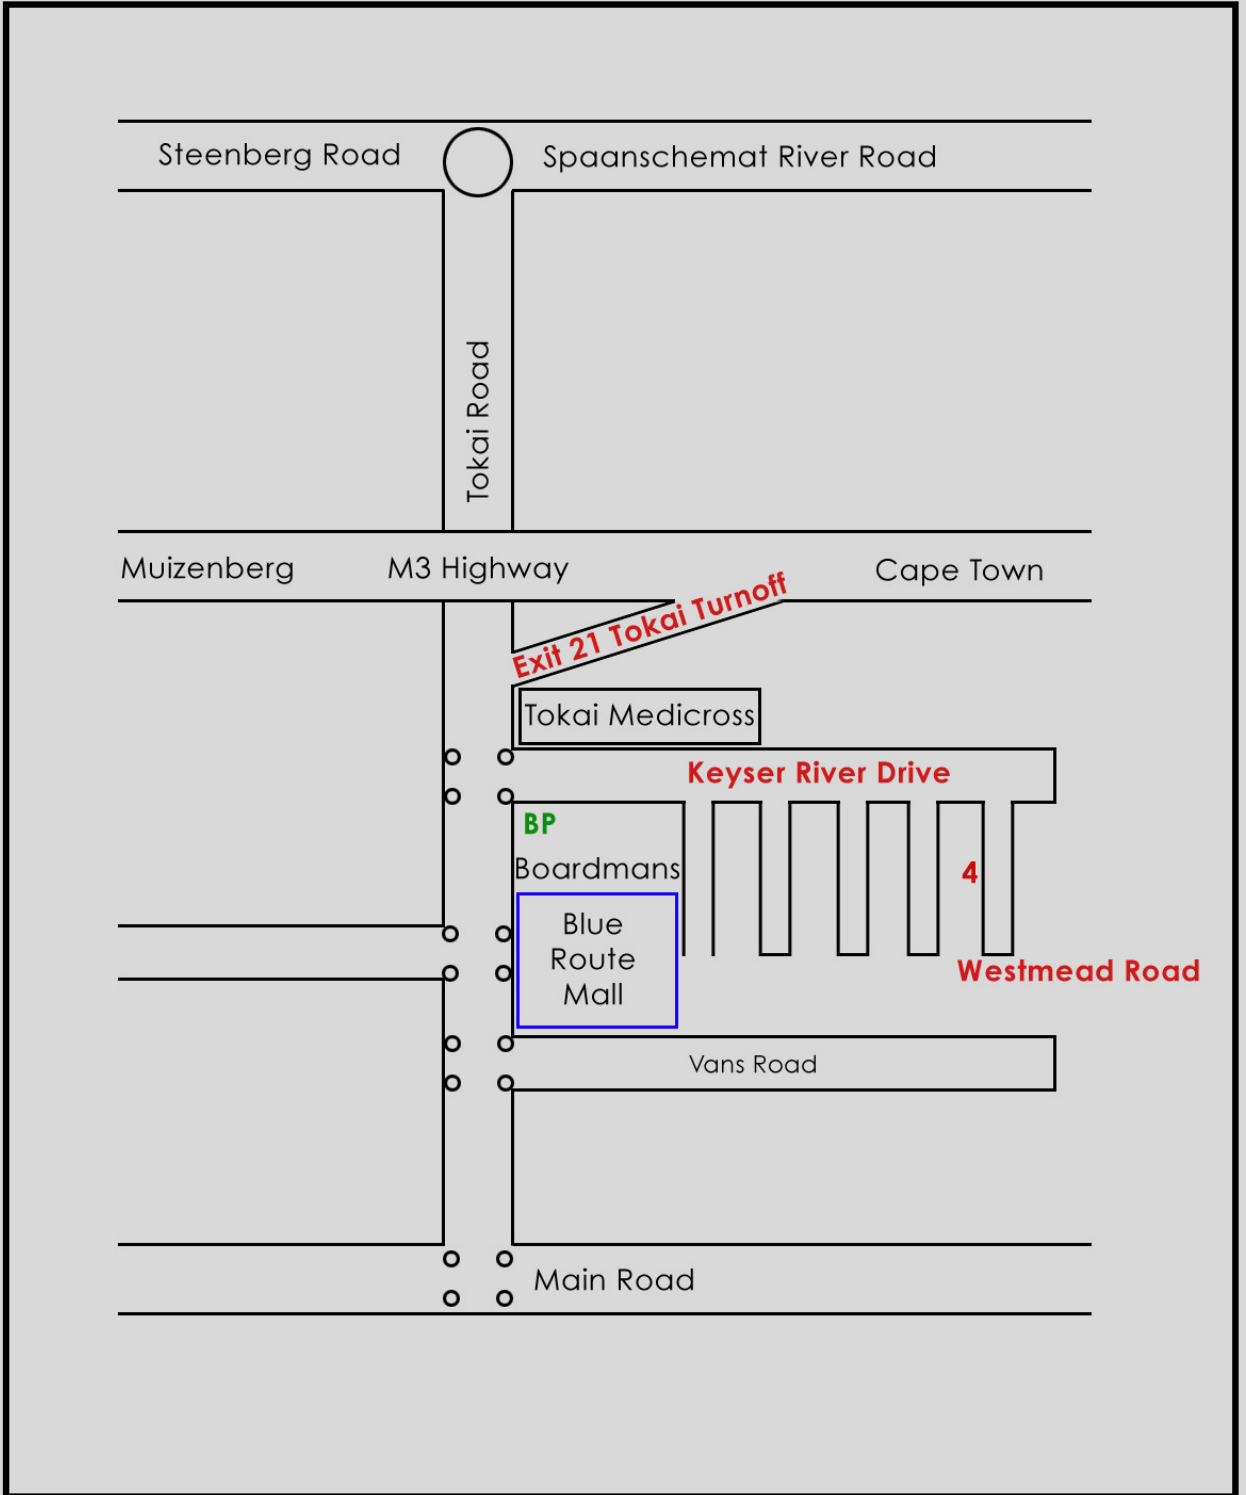 Steenberg Road
Spaanschemat River Road
Tokai Road
Muizenberg
M3 Highway
Cape Town
Exit 21 Tokai Turnoff
Tokai Medicross
Keyser River Drive
BP
Boardmans
4
Blue
Route
Mall
Westmead Road
Vans Road
Main Road